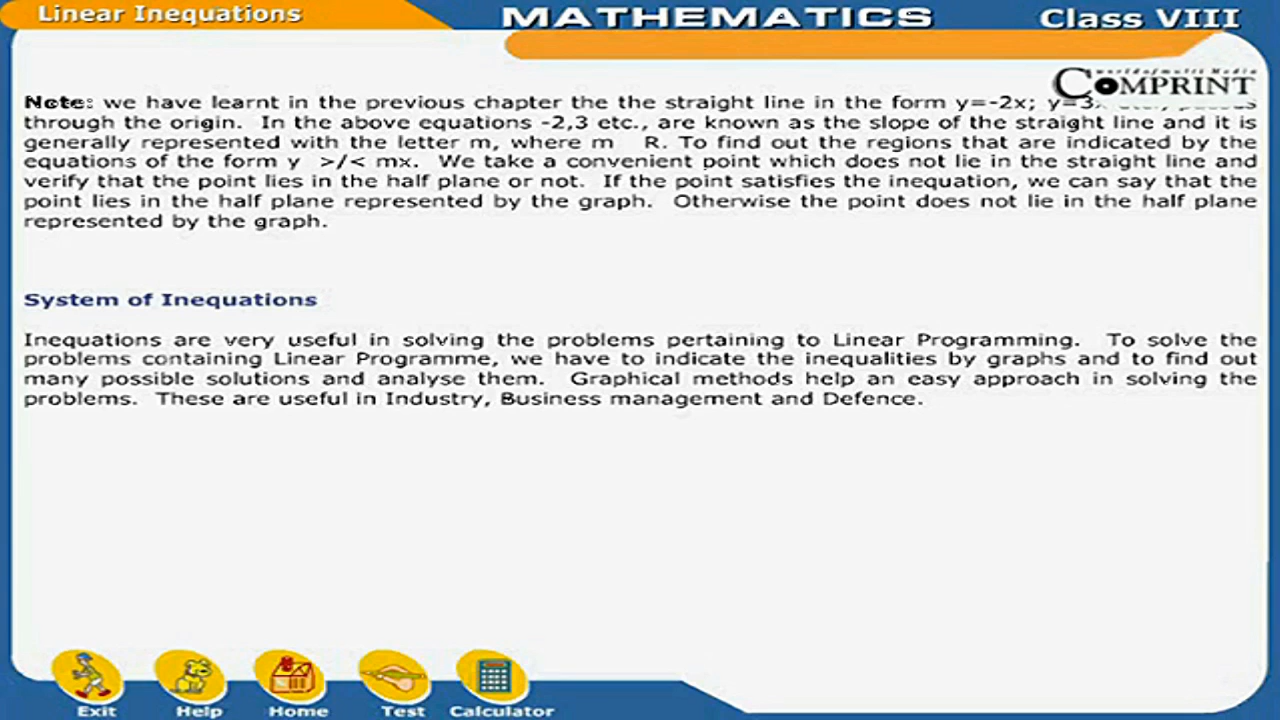 Linear Inequations
MATHEMATICS
Class VIII
world of multi Media
COMPRINT
Note: we have learnt in the previous chapter the the straight line in the form y=-2x; y=3x
through the origin. In the above equations -2,3 etc., are known as the slope of the straight line and it is
generally represented with the letter m, where m R. To find out the regions that are indicated by the
equations of the form y >/< mx. We take a convenient point which does not lie in the straight line and
verify that the point lies in the half plane or not. If the point satisfies the inequation, we can say that the
point lies in the half plane represented by the graph. Otherwise the point does not lie in the half plane
represented by the graph.
System of Inequations
Inequations are very useful in solving the problems pertaining to Linear Programming. To solve the
problems containing Linear Programme, we have to indicate the inequalities by graphs and to find out
many possible solutions and analyse them. Graphical methods help an easy approach in solving the
problems. These are useful in Industry, Business management and Defence.
Exit
Help
Home
Test
Calculator